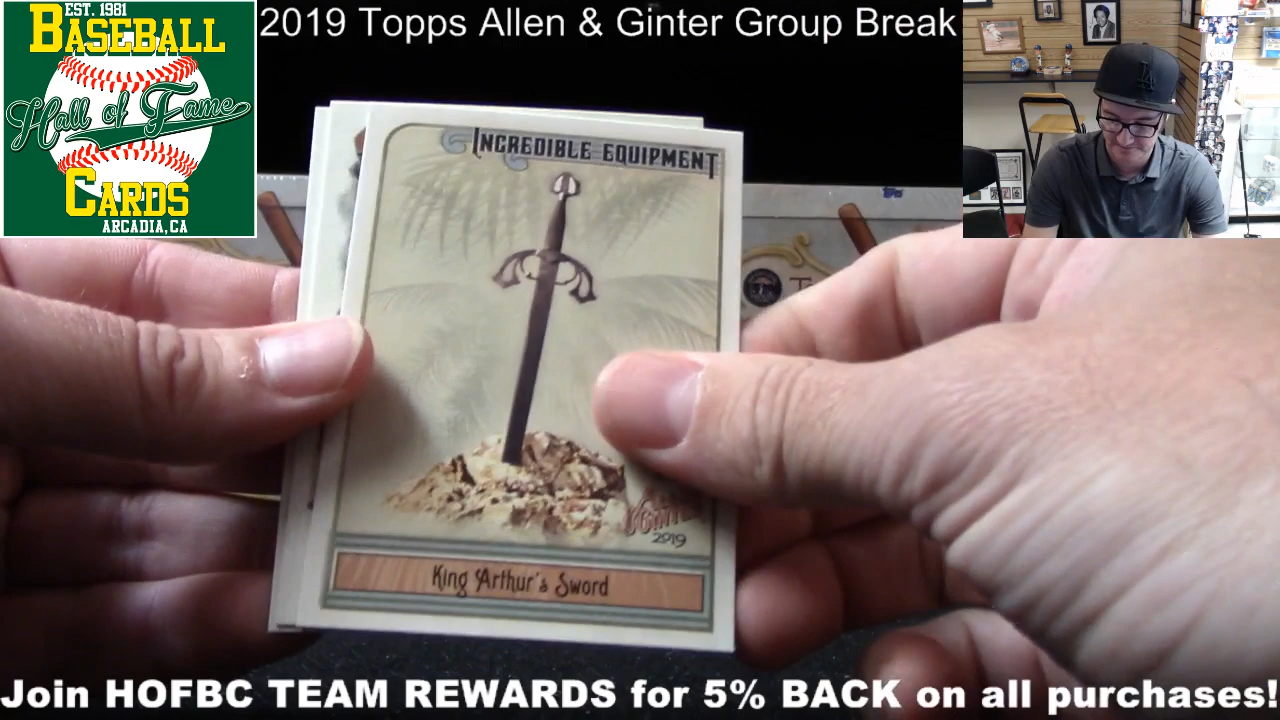 EST. 1981
BASEBALL
Hall of Fame
CARDS
ARCADIA, CA
2019 Topps Allen & Ginter Group Break
INCREDIBLE EQUIPMENT
GINTER
2019
King Arthur's Sword
Join HOFBC TEAM REWARDS for 5% BACK on all purchases!